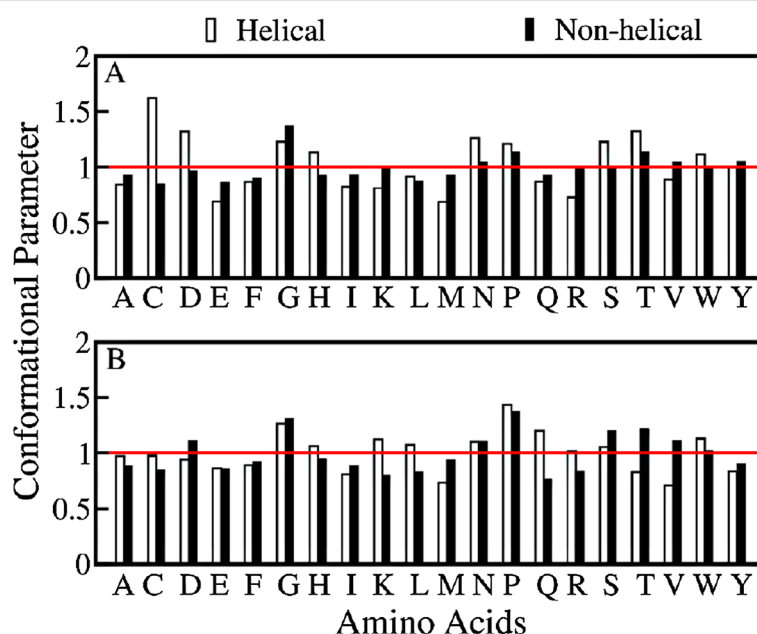 Helical Non-helical
A
2
1.5
1
0.5
0
A C D E F G H I K L M N P Q R S T V W Y
Conformational Parameter
B
2
1.5
1
0.5
0
A C D E F G H I K L M N P Q R S T V W Y
Amino Acids